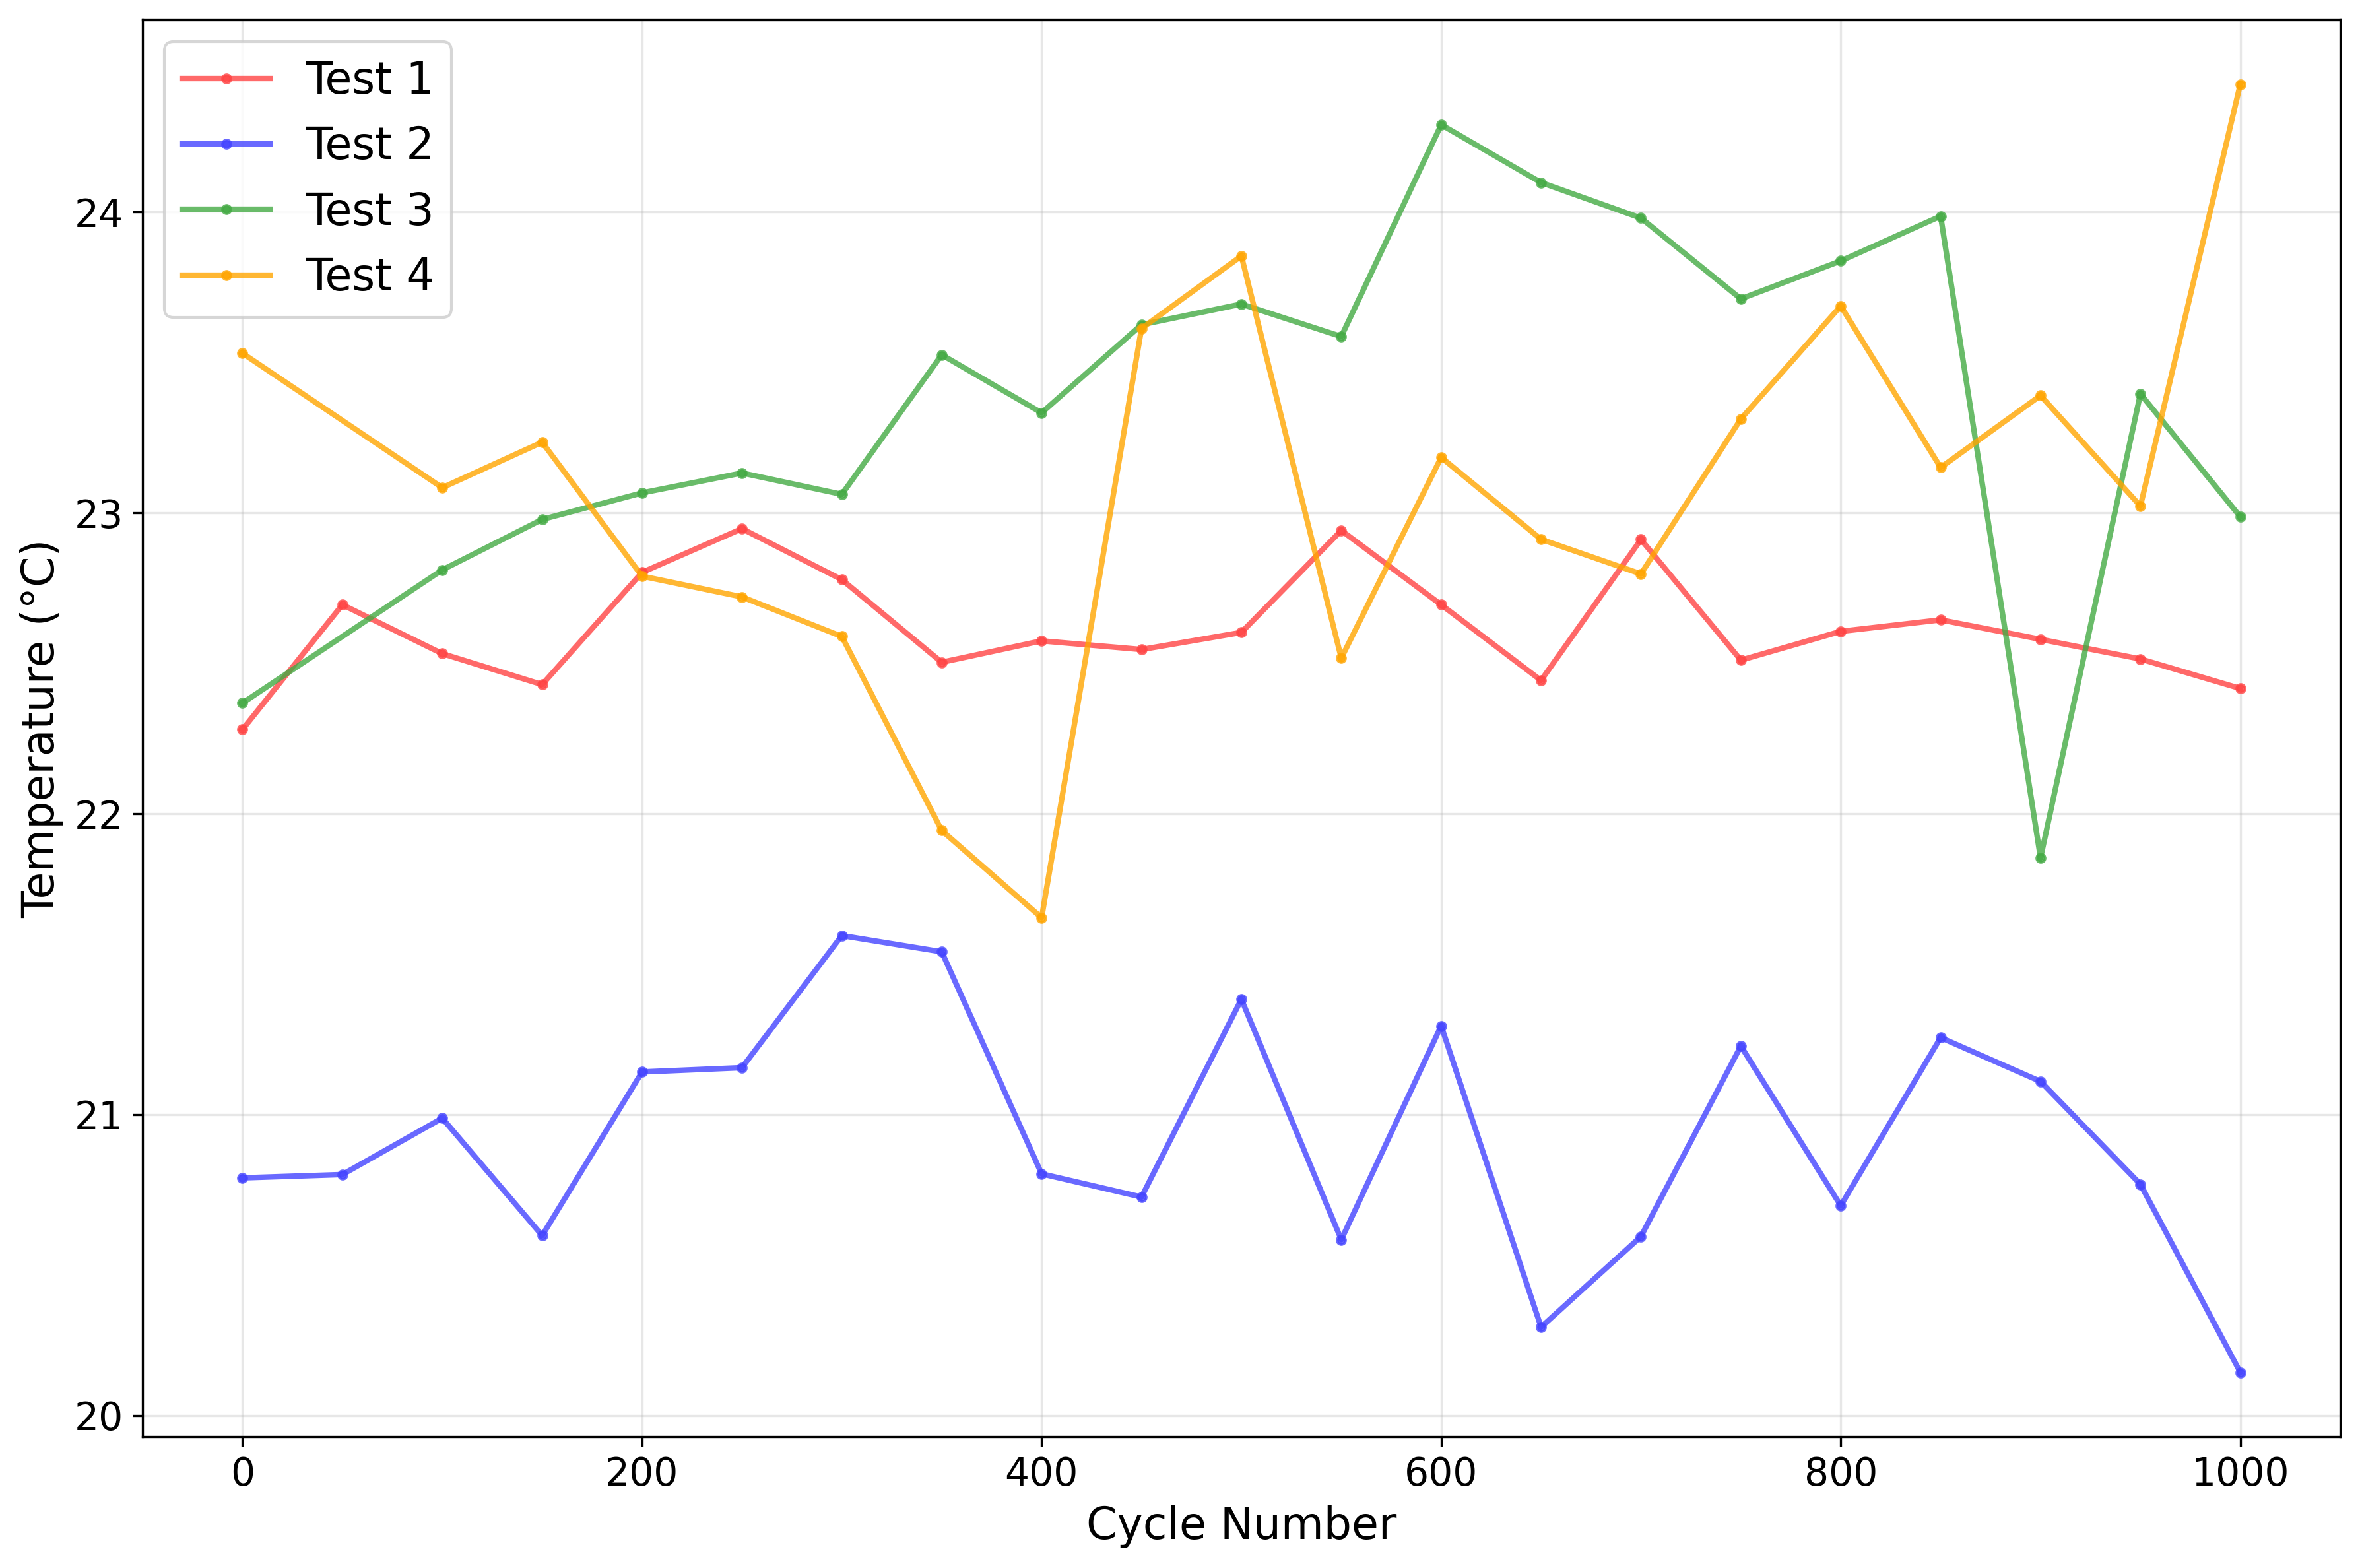 Test 1
Test 2
Test 3
Test 4
24
23
22
21
20
Temperature (°C)
0 200 400 600 800 1000
Cycle Number